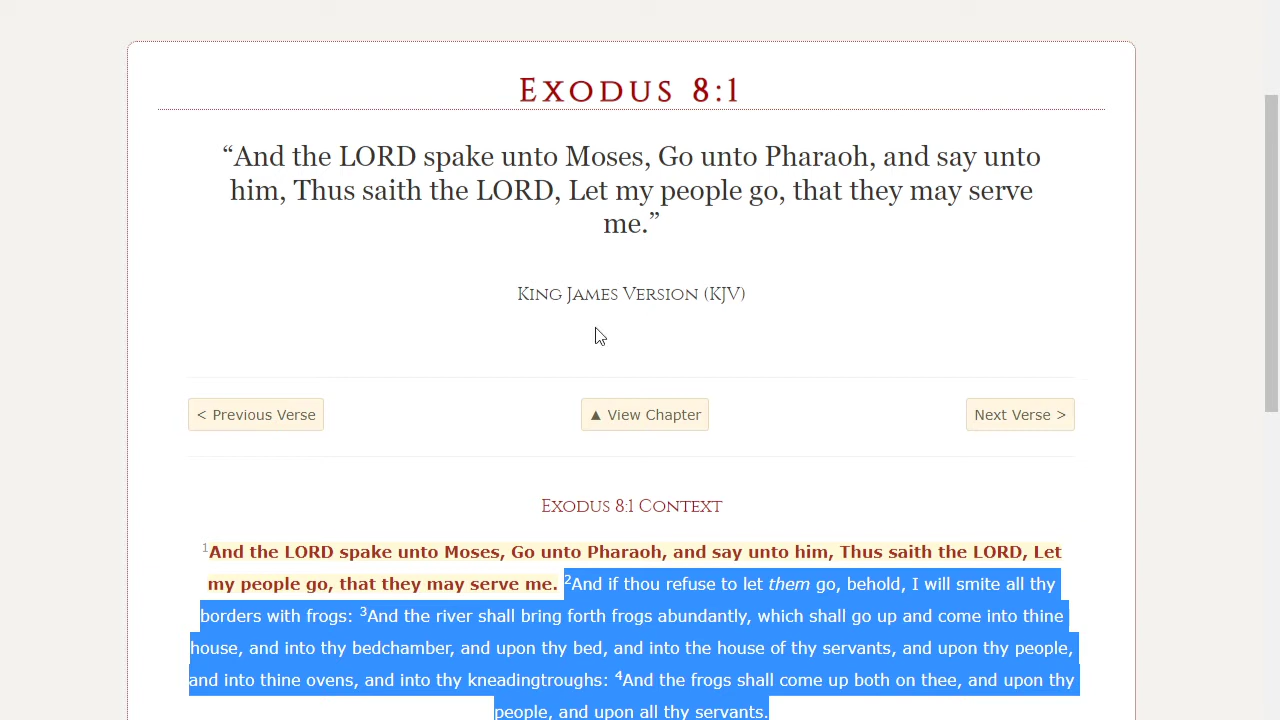 Exodus 8:1
“And the LORD spake unto Moses, Go unto Pharaoh, and say unto
him, Thus saith the LORD, Let my people go, that they may serve
me.”
King James Version (KJV)
< Previous Verse
▲ View Chapter
Next Verse >
Exodus 8:1 Context
1And the LORD spake unto Moses, Go unto Pharaoh, and say unto him, Thus saith the LORD, Let
my people go, that they may serve me. 2And if thou refuse to let them go, behold, I will smite all thy
borders with frogs: 3And the river shall bring forth frogs abundantly, which shall go up and come into thine
house, and into thy bedchamber, and upon thy bed, and into the house of thy servants, and upon thy people,
and into thine ovens, and into thy kneadingtroughs: 4And the frogs shall come up both on thee, and upon thy
people, and upon all thy servants.